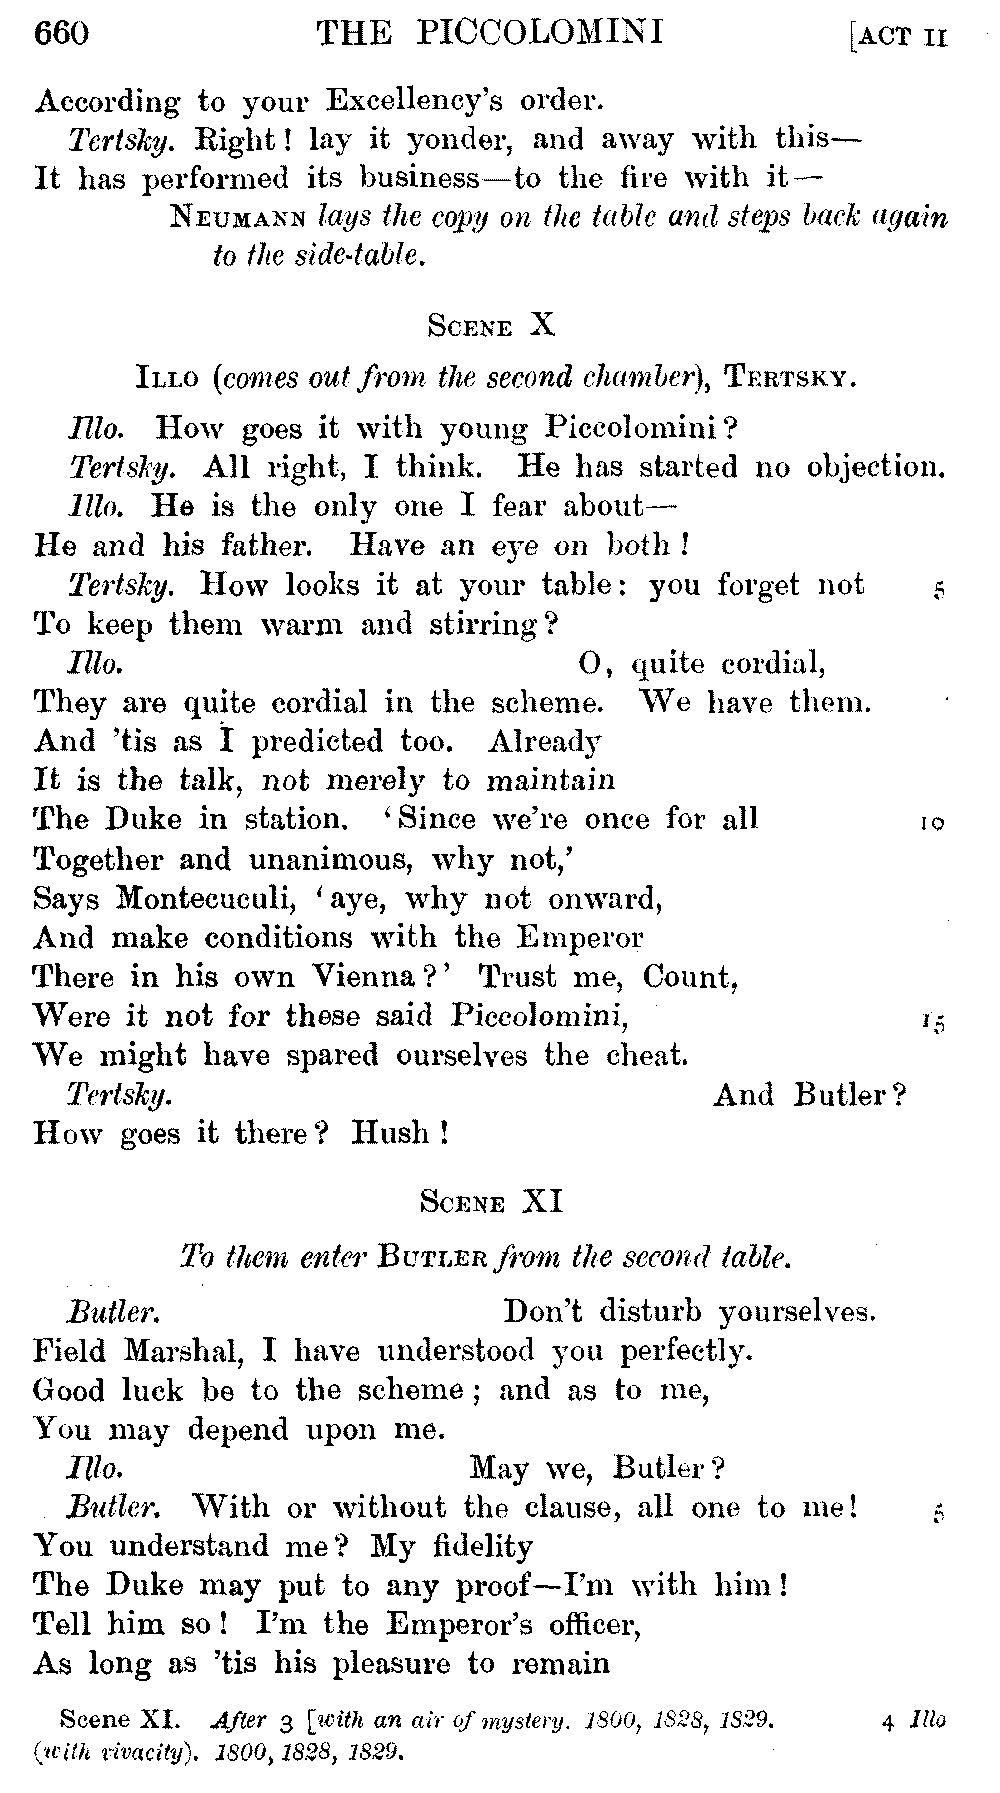 660 THE PICCOLOMINI [ACT II
According to your Excellency's order.
Tertsky. Right! lay it yonder, and away with this—
It has performed its business—to the fire with it—
NEUMANN lays the copy on the table and steps back again
to the side-table.
SCENE X
ILLO (comes out from the second chamber), TERTSKY.
Illo. How goes it with young Piccolomini?
Tertsky. All right, I think. He has started no objection.
Illo. He is the only one I fear about—
He and his father. Have an eye on both!
Tertsky. How looks it at your table: you forget not 5
To keep them warm and stirring?
Illo. O, quite cordial,
They are quite cordial in the scheme. We have them.
And 'tis as I predicted too. Already
It is the talk, not merely to maintain
The Duke in station. 'Since we're once for all 10
Together and unanimous, why not,'
Says Montecuculi, 'aye, why not onward,
And make conditions with the Emperor
There in his own Vienna?' Trust me, Count,
Were it not for these said Piccolomini, 15
We might have spared ourselves the cheat.
Tertsky. And Butler?
How goes it there? Hush!
SCENE XI
To them enter BUTLER from the second table.
Butler. Don't disturb yourselves.
Field Marshal, I have understood you perfectly.
Good luck be to the scheme; and as to me,
You may depend upon me.
Illo. May we, Butler?
Butler. With or without the clause, all one to me! 5
You understand me? My fidelity
The Duke may put to any proof—I'm with him!
Tell him so! I'm the Emperor's officer,
As long as 'tis his pleasure to remain
Scene XI. After 3 [with an air of mystery. 1800, 1828, 1829. 4 Illo
(with vivacity). 1800, 1828, 1829.